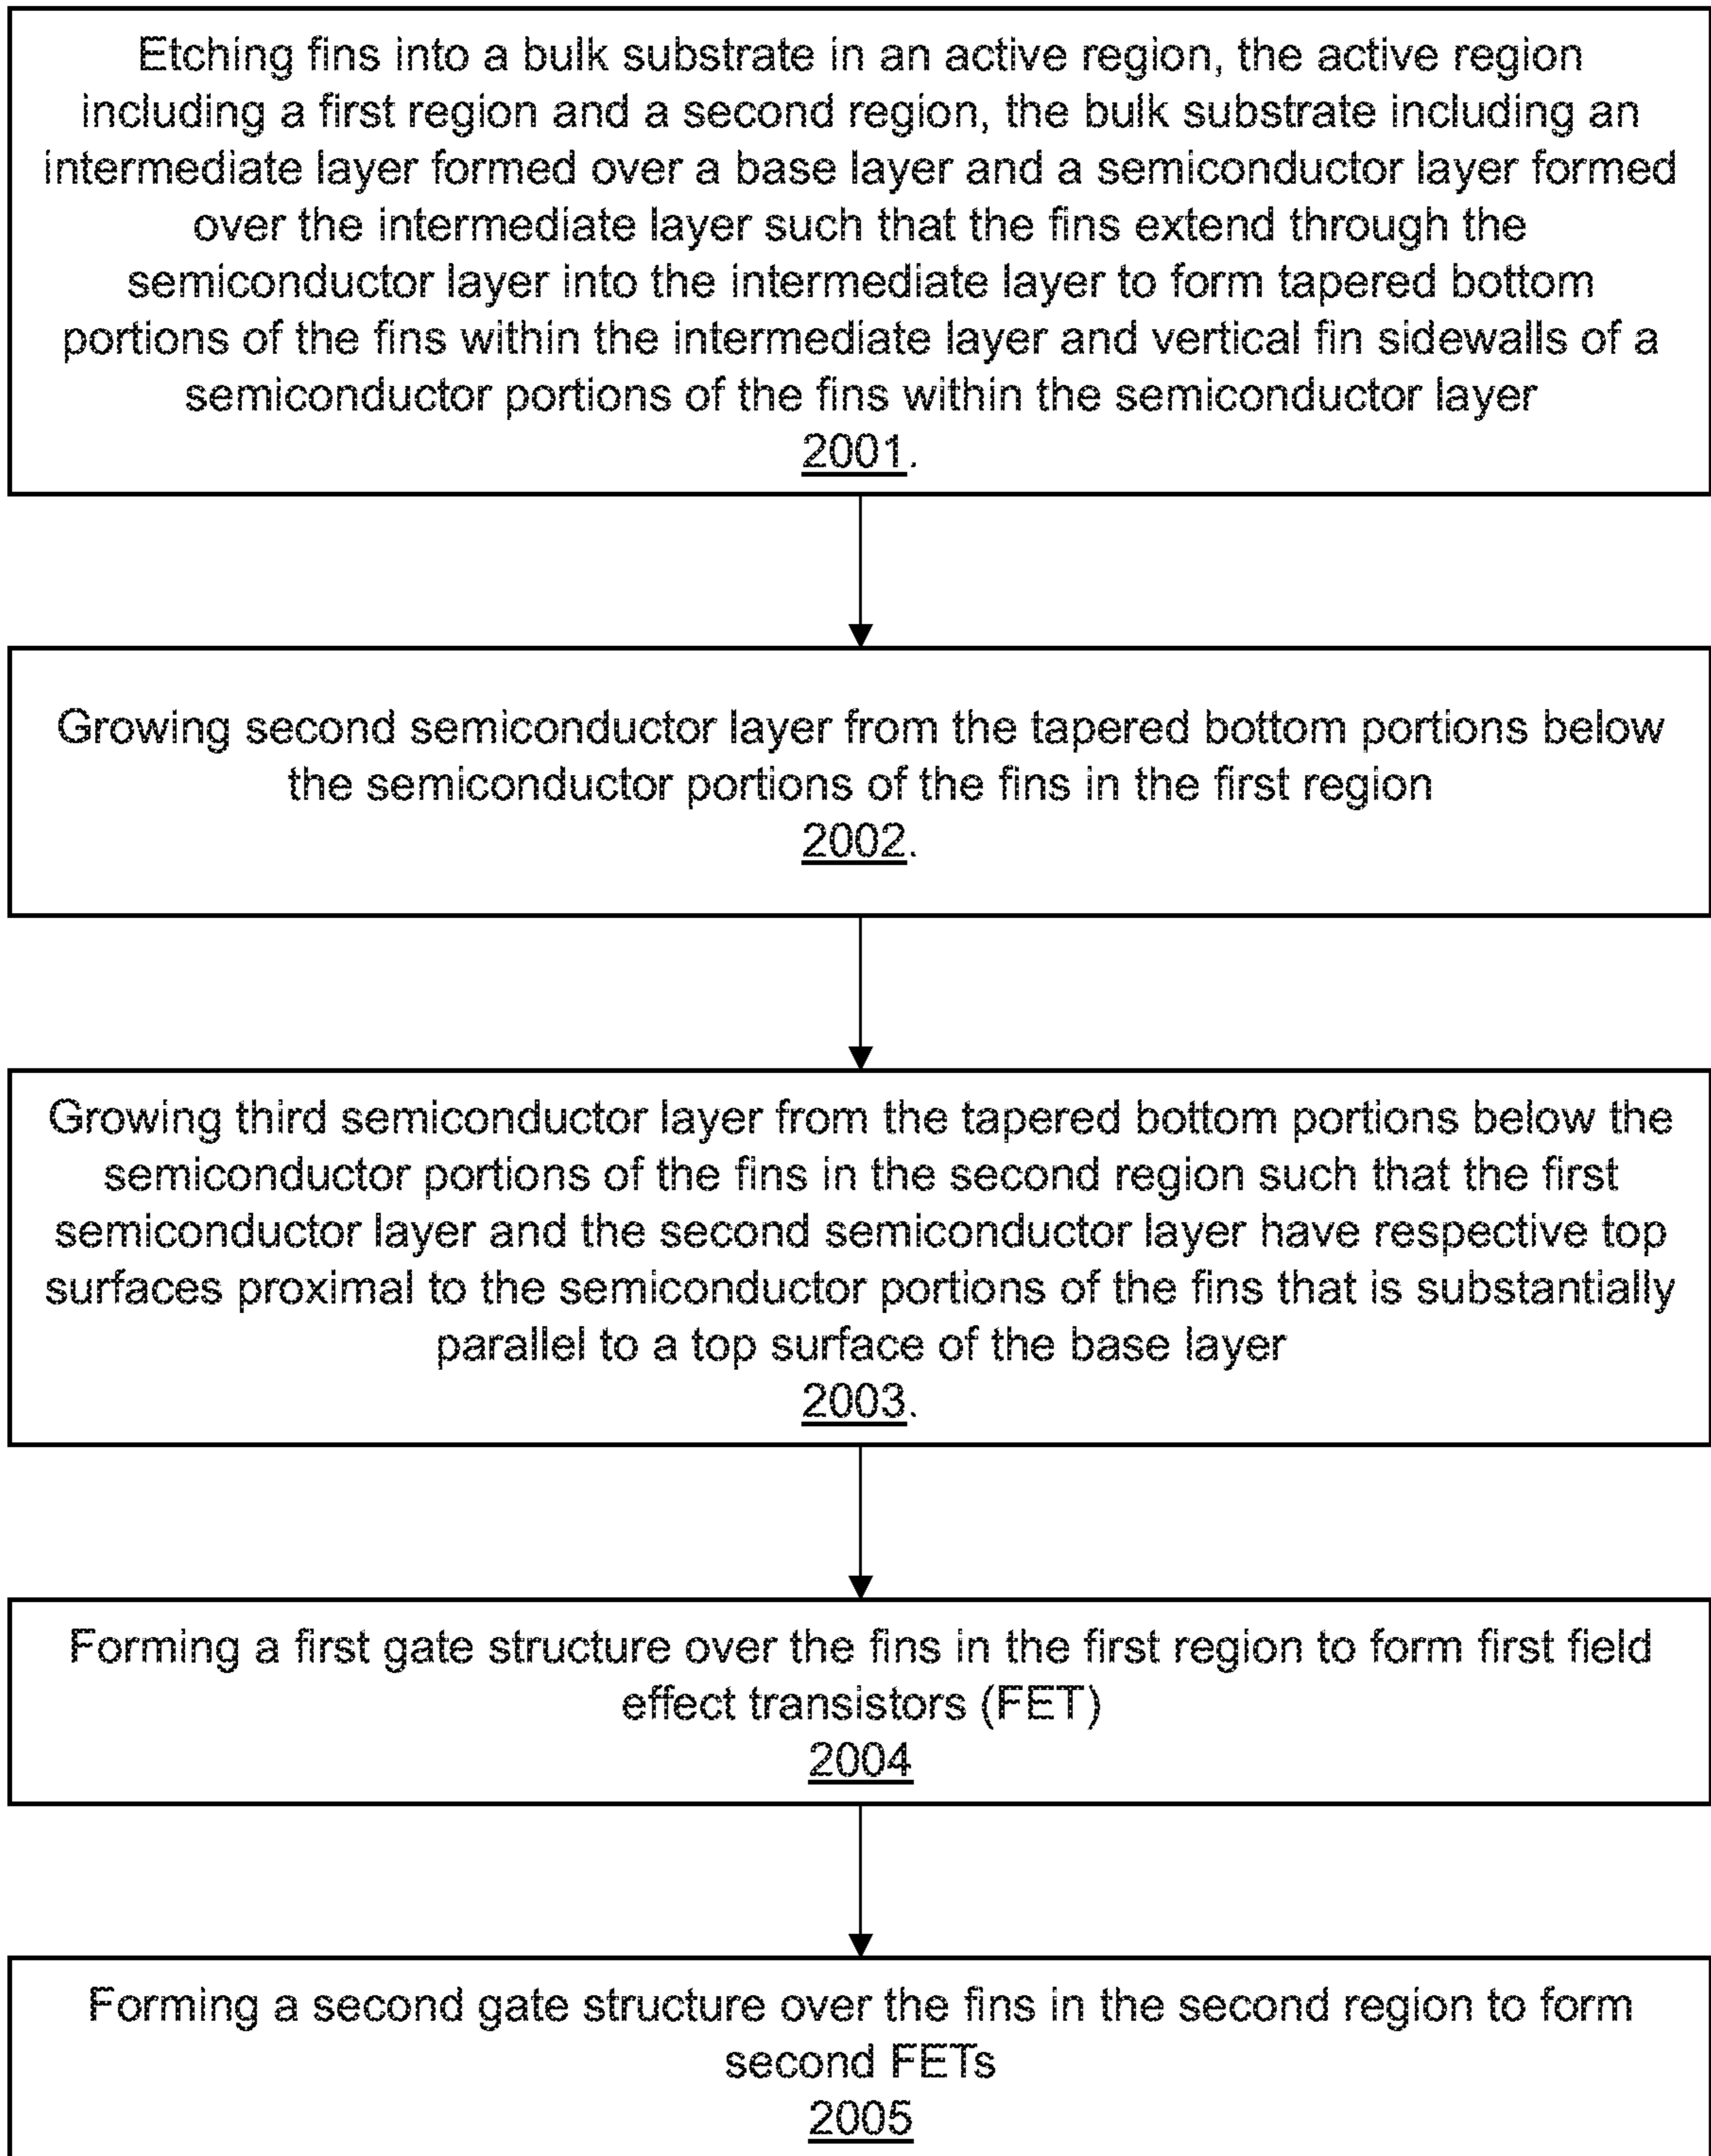 Etching fins into a bulk substrate in an active region, the active region
including a first region and a second region, the bulk substrate including an
intermediate layer formed over a base layer and a semiconductor layer formed
over the intermediate layer such that the fins extend through the
semiconductor layer into the intermediate layer to form tapered bottom
portions of the fins within the intermediate layer and vertical fin sidewalls of a
semiconductor portions of the fins within the semiconductor layer
2001.
Growing second semiconductor layer from the tapered bottom portions below
the semiconductor portions of the fins in the first region
2002.
Growing third semiconductor layer from the tapered bottom portions below the
semiconductor portions of the fins in the second region such that the first
semiconductor layer and the second semiconductor layer have respective top
surfaces proximal to the semiconductor portions of the fins that is substantially
parallel to a top surface of the base layer
2003.
Forming a first gate structure over the fins in the first region to form first field
effect transistors (FET)
2004
Forming a second gate structure over the fins in the second region to form
second FETs
2005